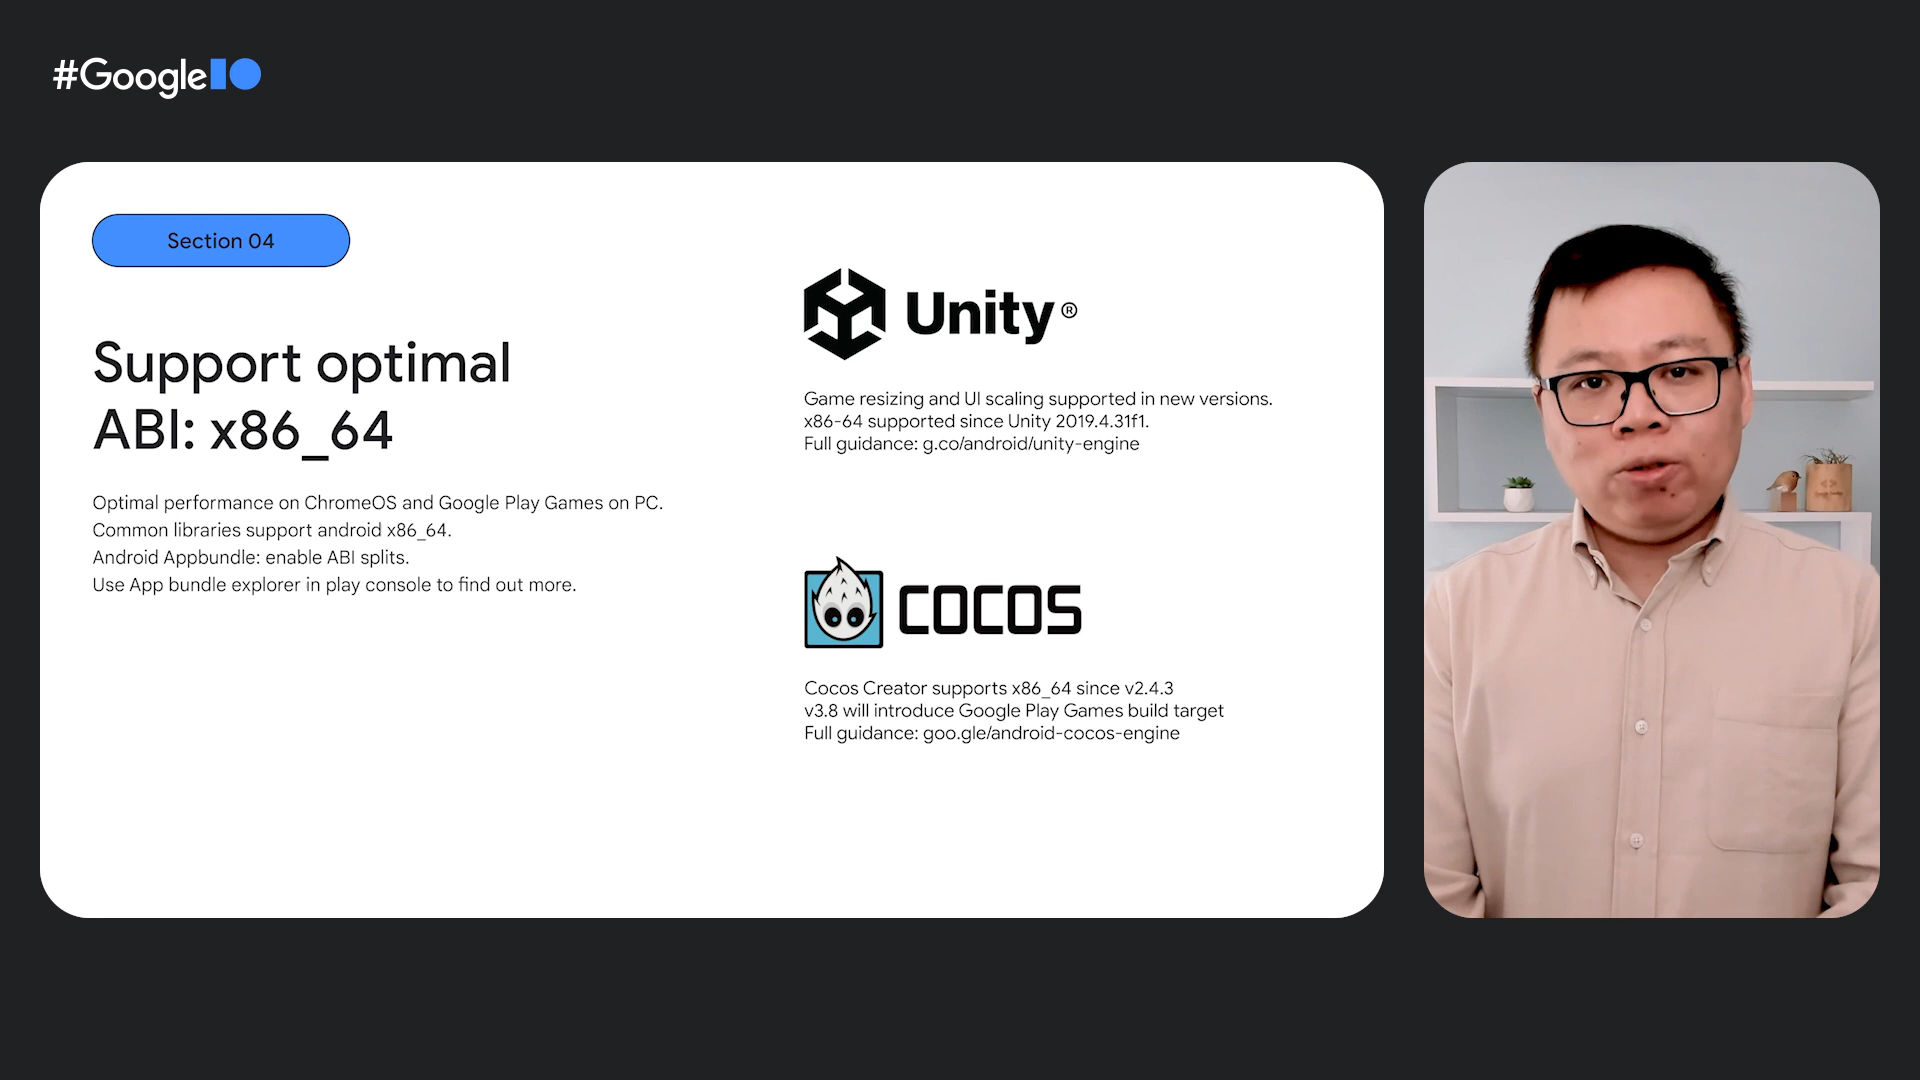 #Google IO
Section 04
Support optimal
ABI: x86_64
Optimal performance on ChromeOS and Google Play Games on PC.
Common libraries support android x86_64.
Android Appbundle: enable ABI splits.
Use App bundle explorer in play console to find out more.
Unity®
Game resizing and UI scaling supported in new versions.
x86-64 supported since Unity 2019.4.31f1.
Full guidance: g.co/android/unity-engine
COCOS
Cocos Creator supports x86_64 since v2.4.3
v3.8 will introduce Google Play Games build target
Full guidance: goo.gle/android-cocos-engine